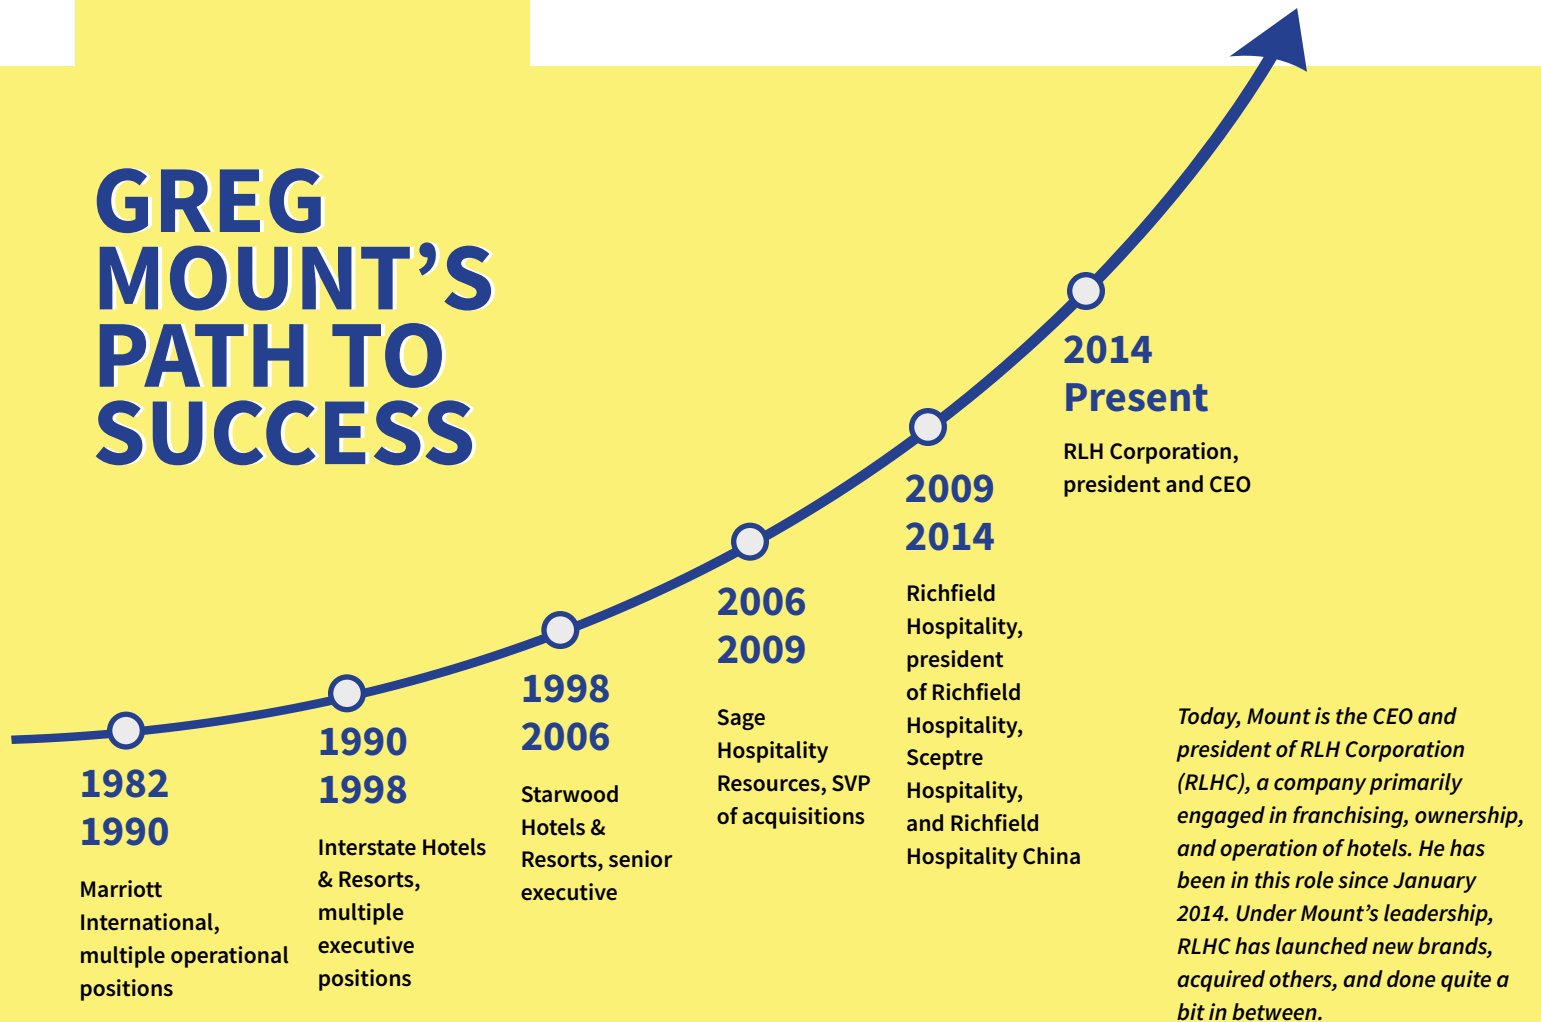 GREG
MOUNT’S
PATH TO
SUCCESS
1982
1990
Marriott
International,
multiple operational
positions
1990
1998
Interstate Hotels
& Resorts,
multiple
executive
positions
1998
2006
Starwood
Hotels &
Resorts, senior
executive
2006
2009
Sage
Hospitality
Resources, SVP
of acquisitions
2009
2014
Richfield
Hospitality,
president
of Richfield
Hospitality,
Sceptre
Hospitality,
and Richfield
Hospitality China
2014
Present
RLH Corporation,
president and CEO
Today, Mount is the CEO and
president of RLH Corporation
(RLHC), a company primarily
engaged in franchising, ownership,
and operation of hotels. He has
been in this role since January
2014. Under Mount’s leadership,
RLHC has launched new brands,
acquired others, and done quite a
bit in between.